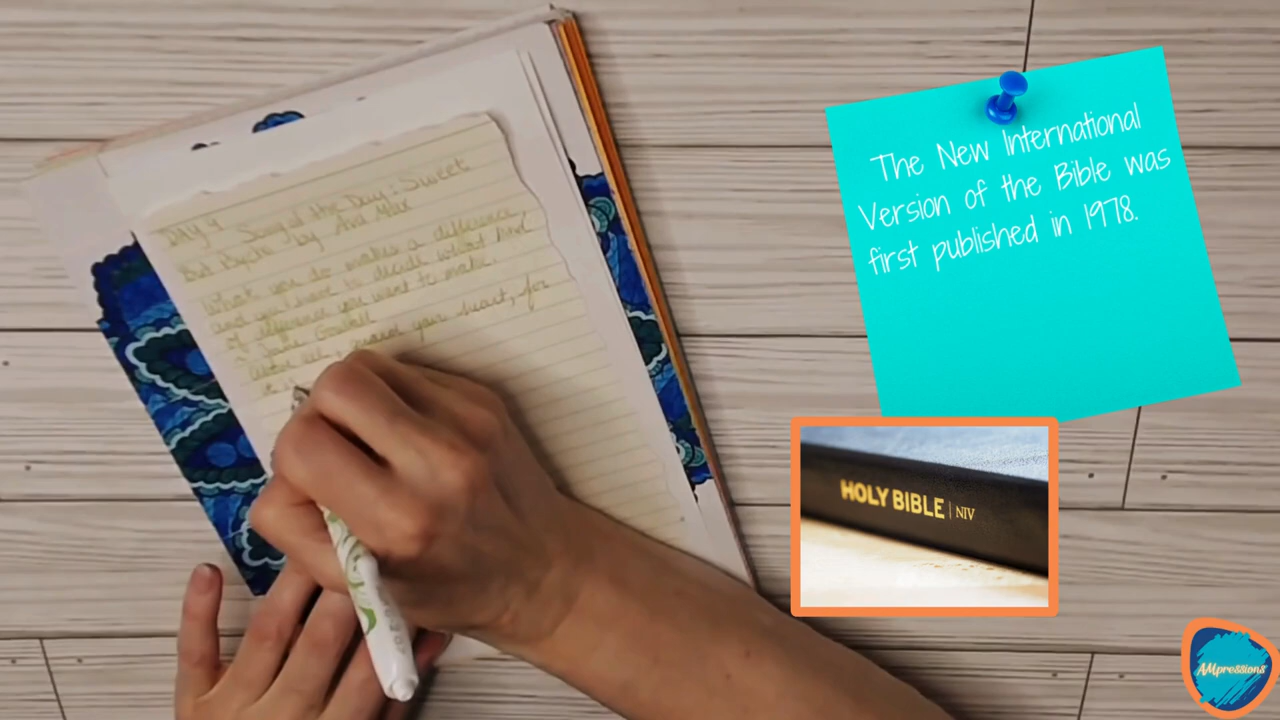 DAY 4 Song of the Day: Sweet
But Psycho by Ava Max
What you do makes a difference,
and you have to decide what kind
of difference you want to make.
Jane Goodall
Above all, guard your heart, for
it is
The New International
Version of the Bible was
first published in 1978.
HOLY BIBLE | NIV
AMpressions